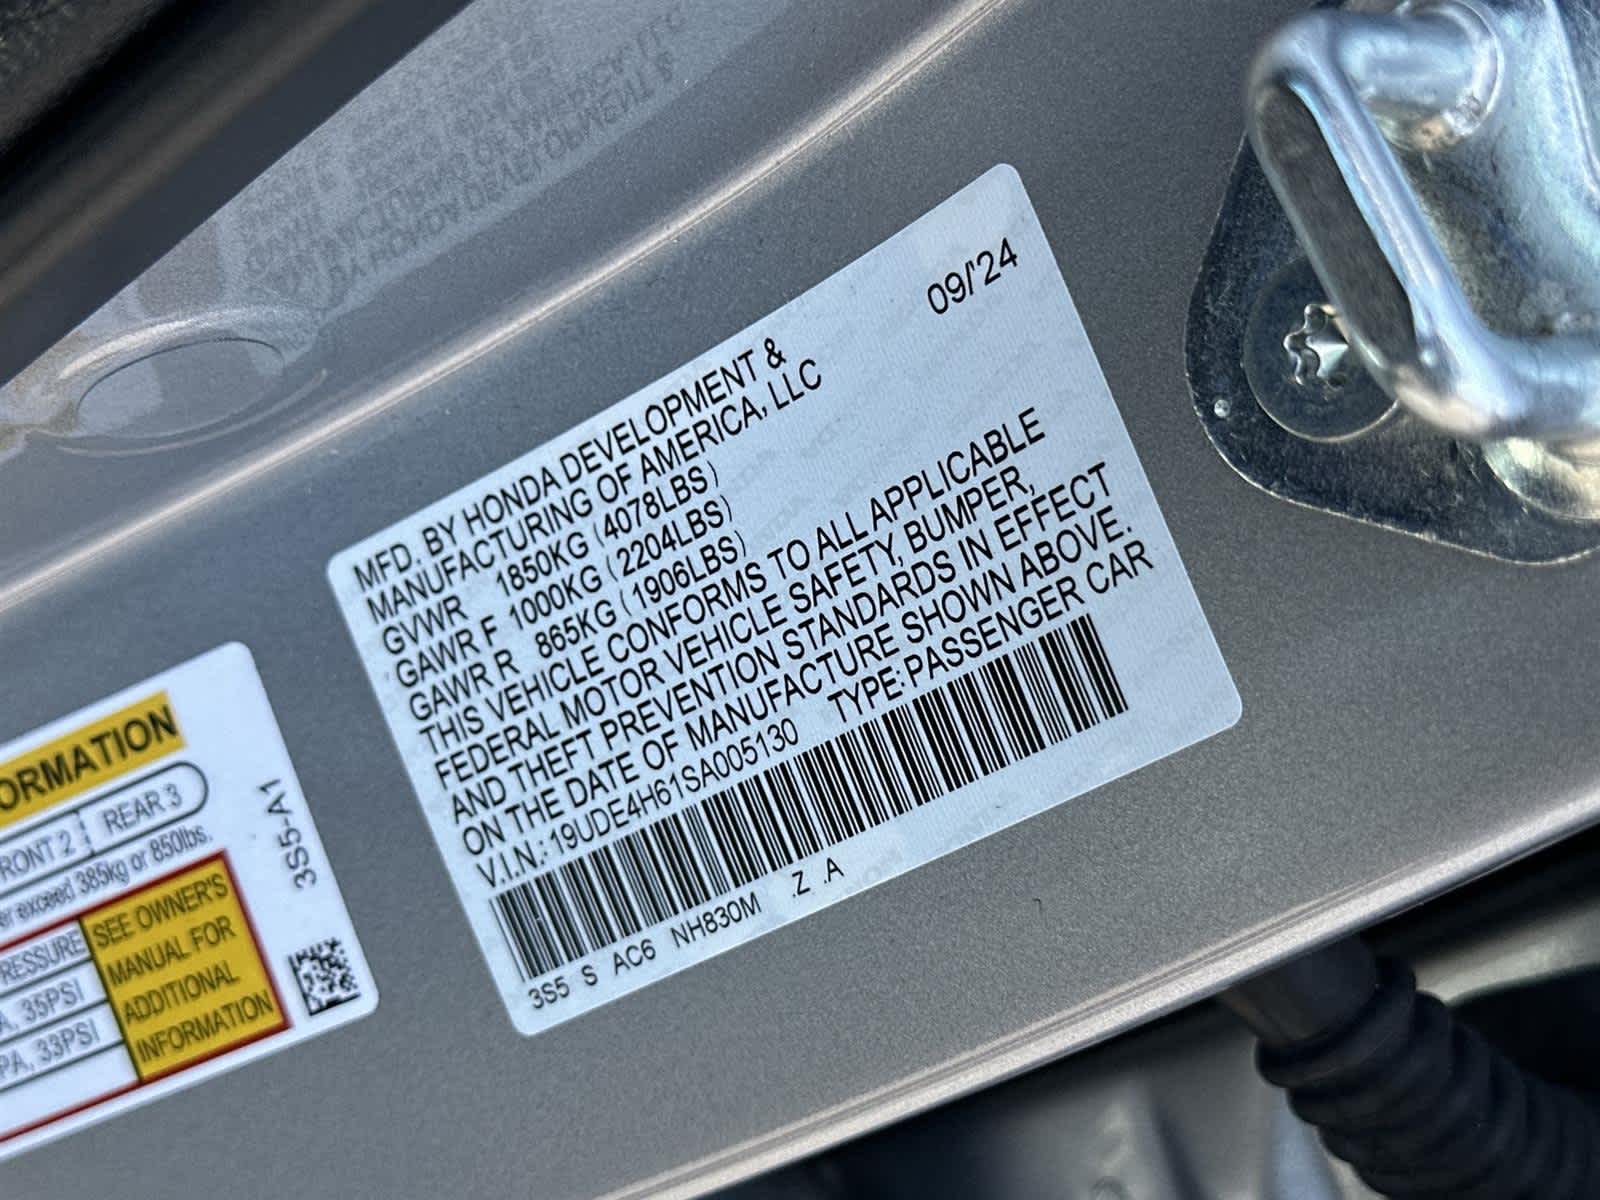 09/'24
MFD. BY HONDA DEVELOPMENT &
MANUFACTURING OF AMERICA, LLC
GVWR 1850KG (4078LBS)
GAWR F 1000KG (2204LBS)
GAWR R 865KG (1906LBS)
THIS VEHICLE CONFORMS TO ALL APPLICABLE
FEDERAL MOTOR VEHICLE SAFETY, BUMPER,
AND THEFT PREVENTION STANDARDS IN EFFECT
ON THE DATE OF MANUFACTURE SHOWN ABOVE.
V.I.N.: 19UDE4H61SA005130 TYPE: PASSENGER CAR
3S5 S AC6 NH830M .Z .A
ORMATION
RONT 2 REAR 3
er exceed 385kg or 850lbs.
RESSURE
A, 35PSI
PA, 33PSI
SEE OWNER'S
MANUAL FOR
ADDITIONAL
INFORMATION
3S5-A1